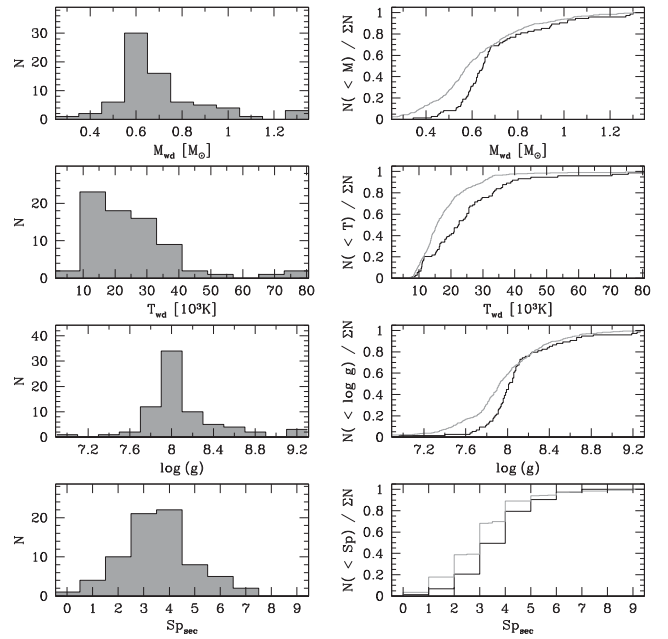 30
20
10
0
N
0.4 0.6 0.8 1 1.2
M_wd [M_⊙]
1
0.8
0.6
0.4
0.2
0
N( < M) / ΣN
0.4 0.6 0.8 1 1.2
M_wd [M_⊙]
20
10
0
N
10 20 30 40 50 60 70 80
T_wd [10³K]
1
0.8
0.6
0.4
0.2
0
N( < T) / ΣN
10 20 30 40 50 60 70 80
T_wd [10³K]
40
30
20
10
0
N
7.2 7.6 8 8.4 8.8 9.2
log(g)
1
0.8
0.6
0.4
0.2
0
N( < log g) / ΣN
7.2 7.6 8 8.4 8.8 9.2
log(g)
20
10
0
N
0 1 2 3 4 5 6 7 8 9
Sp_sec
1
0.8
0.6
0.4
0.2
0
N( < Sp) / ΣN
0 1 2 3 4 5 6 7 8 9
Sp_sec